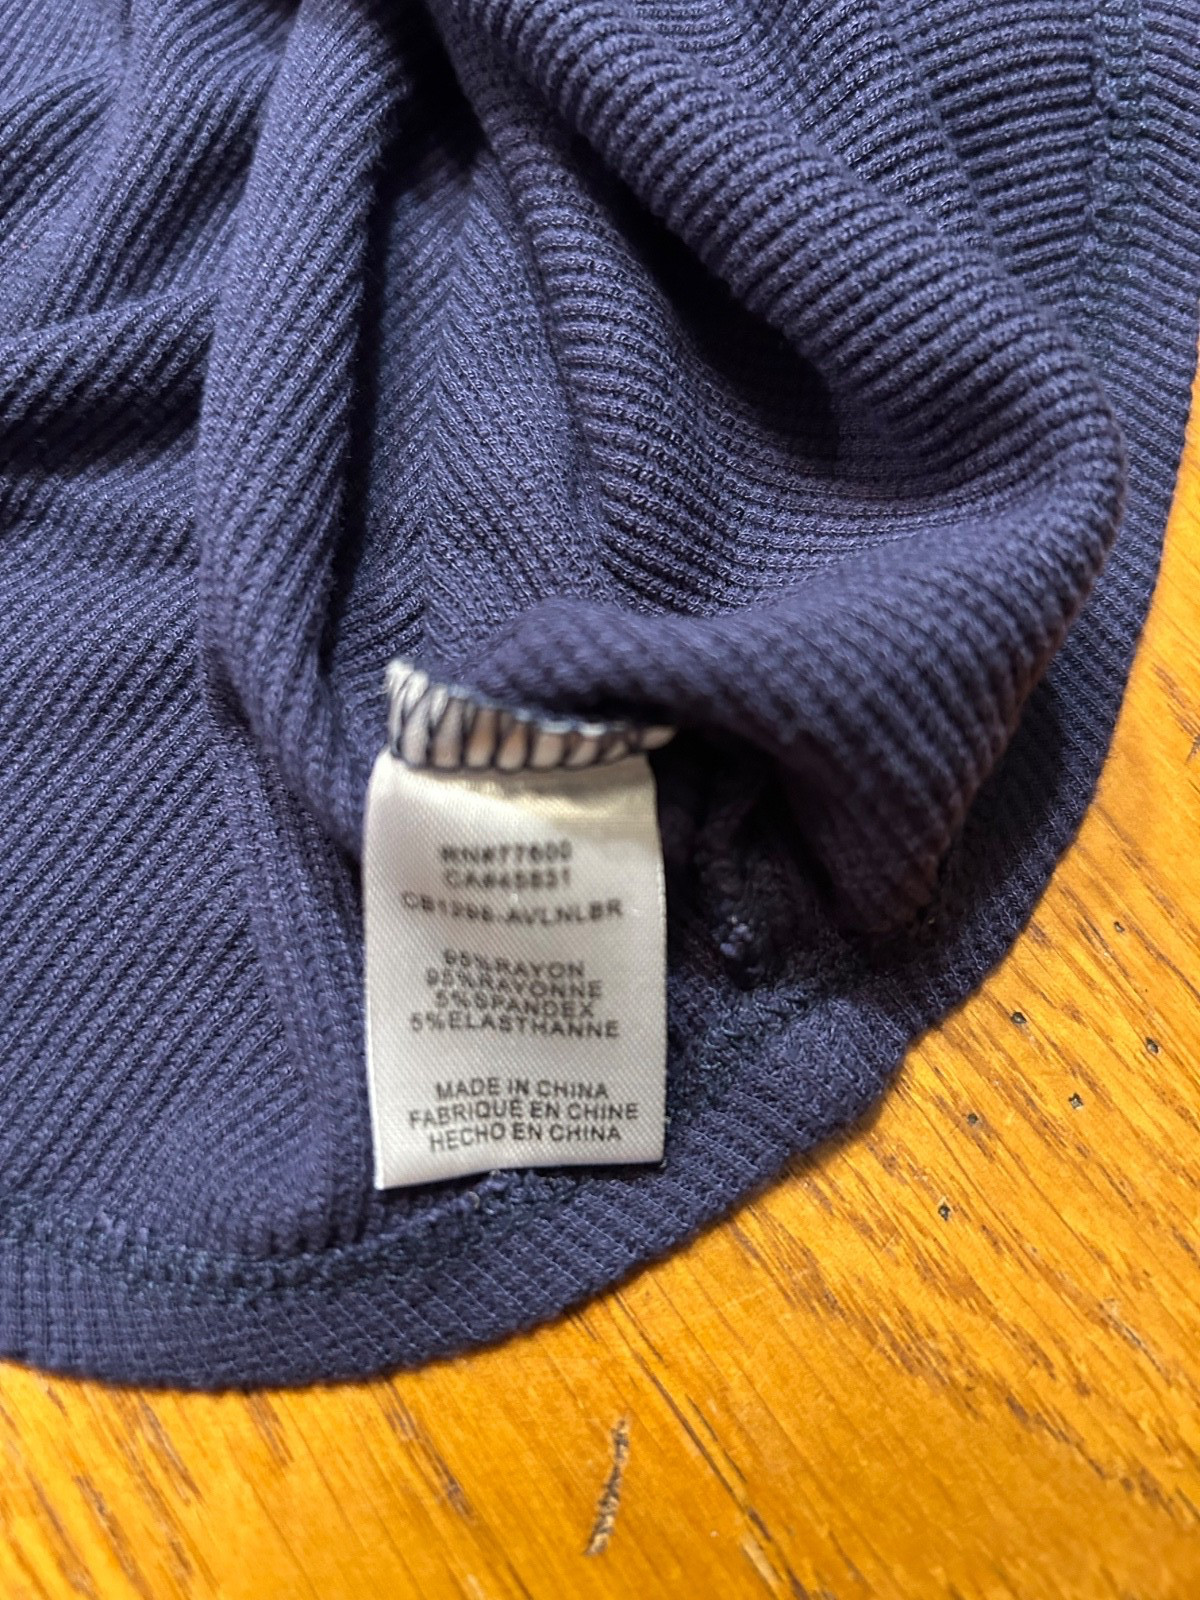 RN#77600
CA#45831
CB1296-AVLNLBR
95%RAYON
95%RAYONNE
5%SPANDEX
5%ELASTHANNE
MADE IN CHINA
FABRIQUÉ EN CHINE
HECHO EN CHINA